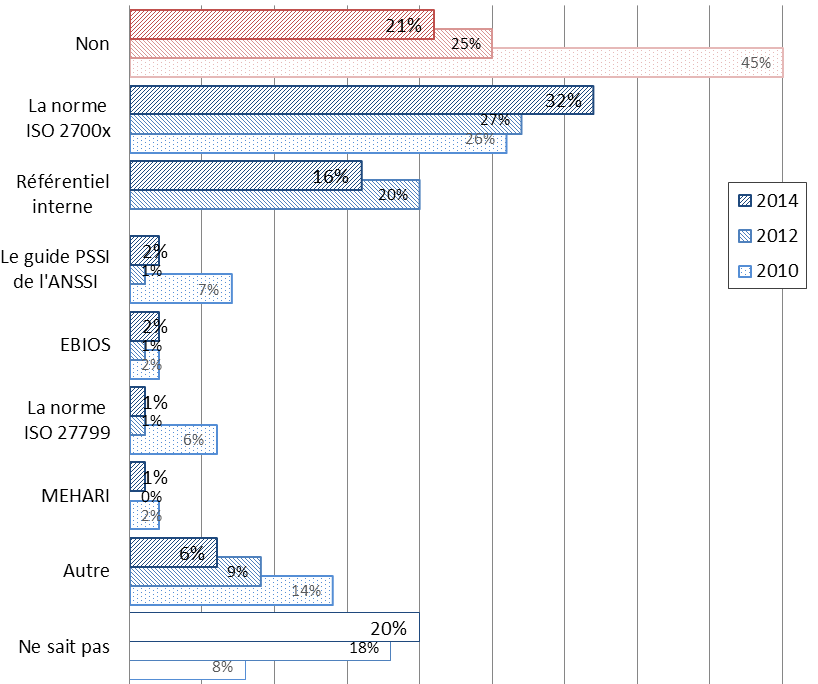 Non
21%
25%
45%
La norme
ISO 2700x
32%
27%
26%
Référentiel
interne
16%
20%
Le guide PSSI
de l'ANSSI
2%
1%
7%
EBIOS
2%
1%
2%
La norme
ISO 27799
1%
1%
6%
MEHARI
1%
0%
2%
Autre
6%
9%
14%
Ne sait pas
20%
18%
8%
2014
2012
2010